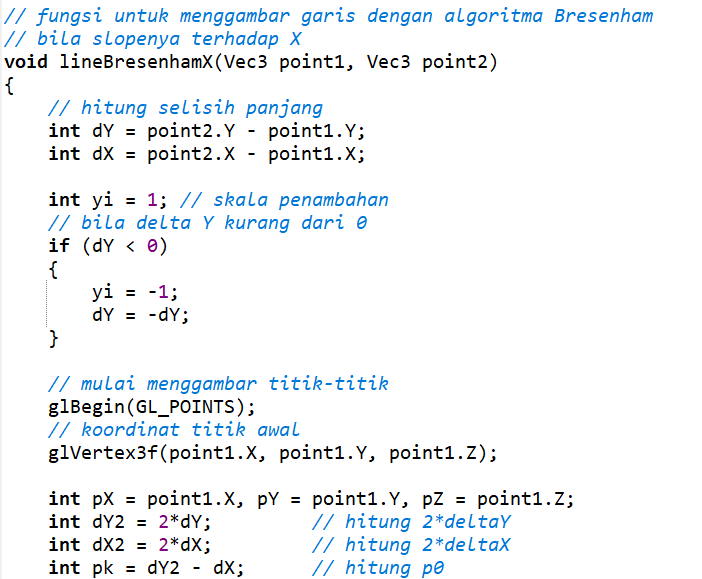 // fungsi untuk menggambar garis dengan algoritma Bresenham
// bila slopenya terhadap X
void lineBresenhamX(Vec3 point1, Vec3 point2)
{
    // hitung selisih panjang
    int dY = point2.Y - point1.Y;
    int dX = point2.X - point1.X;

    int yi = 1; // skala penambahan
    // bila delta Y kurang dari 0
    if (dY < 0)
    {
        yi = -1;
        dY = -dY;
    }

    // mulai menggambar titik-titik
    glBegin(GL_POINTS);
    // koordinat titik awal
    glVertex3f(point1.X, point1.Y, point1.Z);

    int pX = point1.X, pY = point1.Y, pZ = point1.Z;
    int dY2 = 2*dY;         // hitung 2*deltaY
    int dX2 = 2*dX;         // hitung 2*deltaX
    int pk = dY2 - dX;      // hitung p0